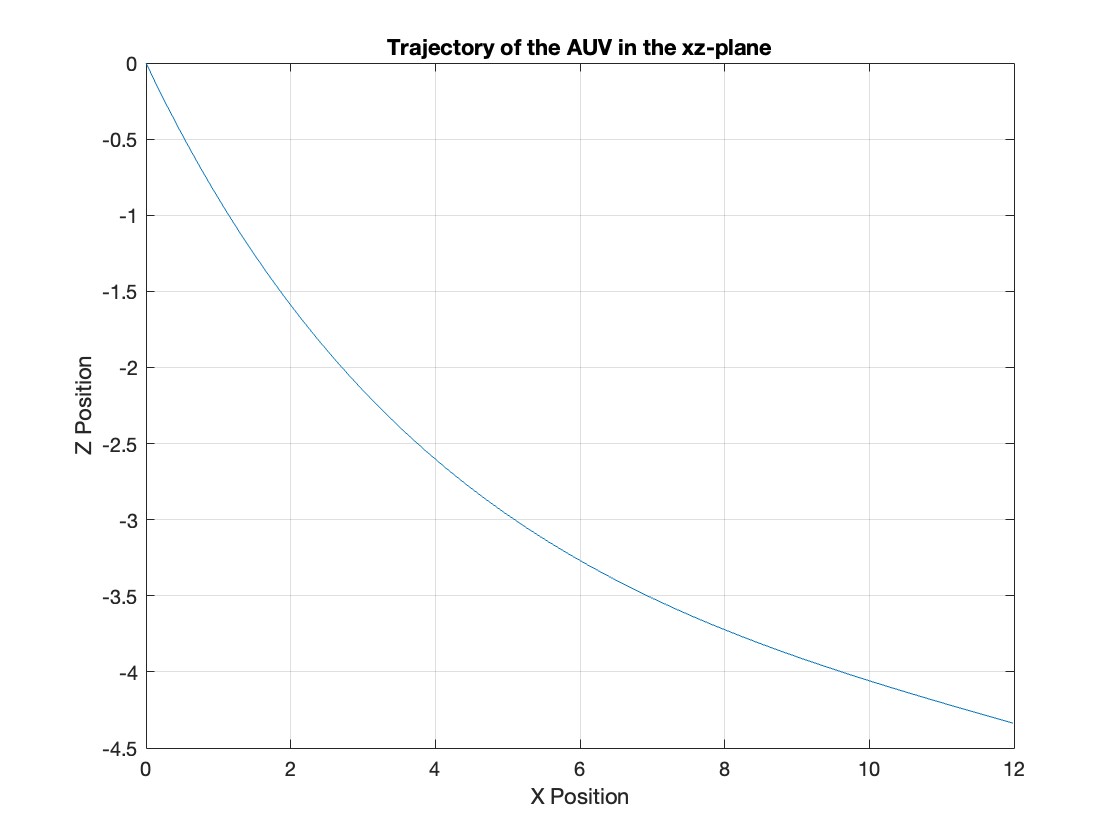 Trajectory of the AUV in the xz-plane
0
-0.5
-1
-1.5
-2
-2.5
-3
-3.5
-4
-4.5
Z Position
0 2 4 6 8 10 12
X Position